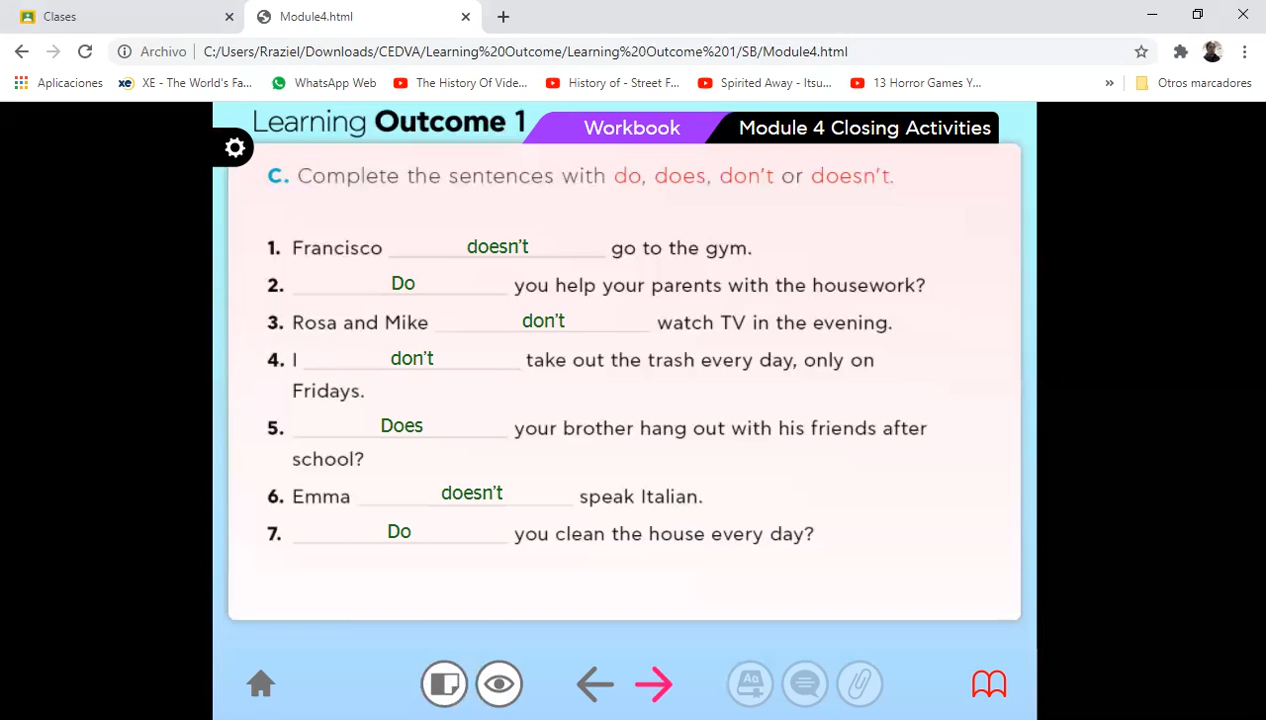 Clases
Module4.html
Archivo C:/Users/Rraziel/Downloads/CEDVA/Learning%20Outcome/Learning%20Outcome%201/SB/Module4.html
Aplicaciones XE - The World's Fa... WhatsApp Web The History Of Vide... History of - Street F... Spirited Away - Itsu... 13 Horror Games Y... » Otros marcadores
Learning Outcome 1 Workbook Module 4 Closing Activities
C. Complete the sentences with do, does, don't or doesn't.
1. Francisco doesn't go to the gym.
2. Do you help your parents with the housework?
3. Rosa and Mike don't watch TV in the evening.
4. I don't take out the trash every day, only on
Fridays.
5. Does your brother hang out with his friends after
school?
6. Emma doesn't speak Italian.
7. Do you clean the house every day?
Aa